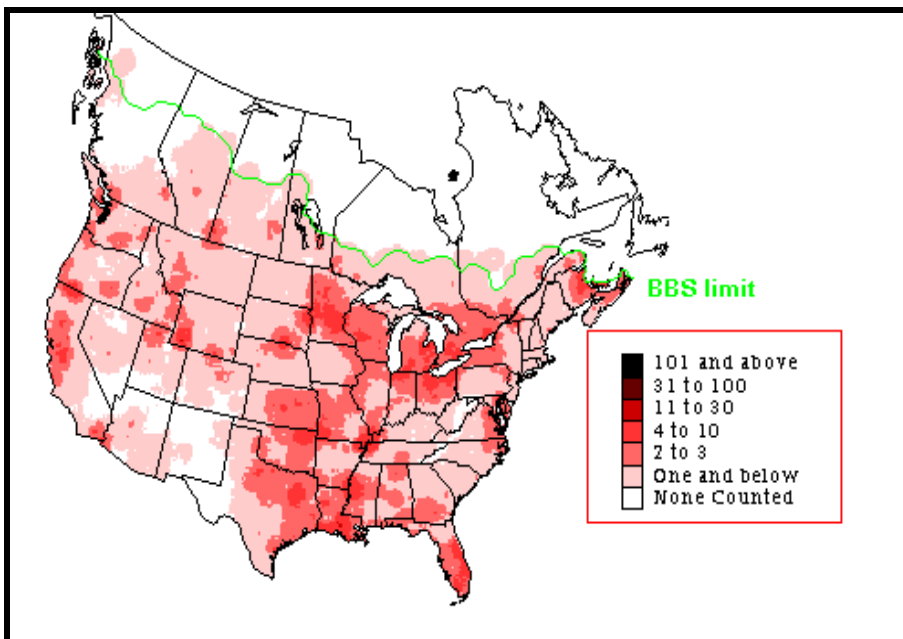 BBS limit
101 and above
31 to 100
11 to 30
4 to 10
2 to 3
One and below
None Counted